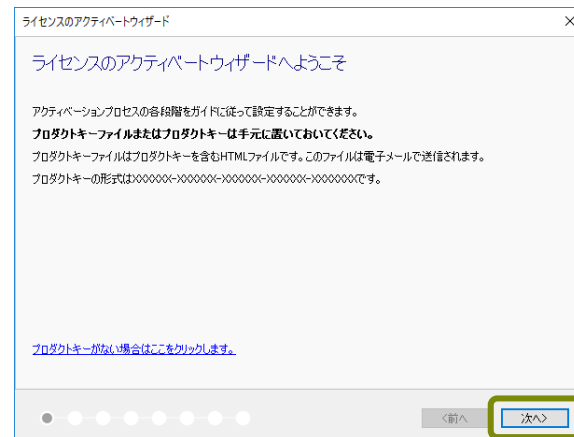 ライセンスのアクティベートウィザード
ライセンスのアクティベートウィザードへようこそ
アクティベーションプロセスの各段階をガイドに従って設定することができます。
プロダクトキーファイルまたはプロダクトキーは手元に置いておいてください。
プロダクトキーファイルはプロダクトキーを含むHTMLファイルです。このファイルは電子メールで送信されます。
プロダクトキーの形式はXXXXXX-XXXXXX-XXXXXX-XXXXXX-XXXXXXXです。
プロダクトキーがない場合はここをクリックします。
<前へ 次へ>